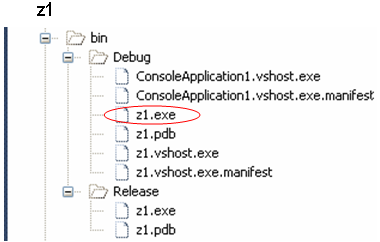 z1
bin
Debug
ConsoleApplication1.vshost.exe
ConsoleApplication1.vshost.exe.manifest
z1.exe
z1.pdb
z1.vshost.exe
z1.vshost.exe.manifest
Release
z1.exe
z1.pdb